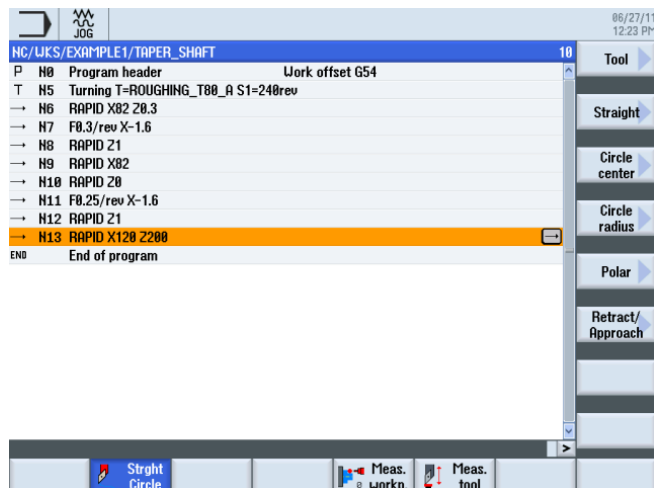 JOG
06/27/11
12:23 PM
NC/WKS/EXAMPLE1/TAPER_SHAFT 10
P N0 Program header Work offset G54
T N5 Turning T=ROUGHING_T80_A S1=240rev
→ N6 RAPID X82 Z0.3
→ N7 F0.3/rev X-1.6
→ N8 RAPID Z1
→ N9 RAPID X82
→ N10 RAPID Z0
→ N11 F0.25/rev X-1.6
→ N12 RAPID Z1
→ N13 RAPID X120 Z200 →
END End of program
Tool
Straight
Circle
center
Circle
radius
Polar
Retract/
Approach
>
Strght
Circle
Meas.
workp.
Meas.
tool